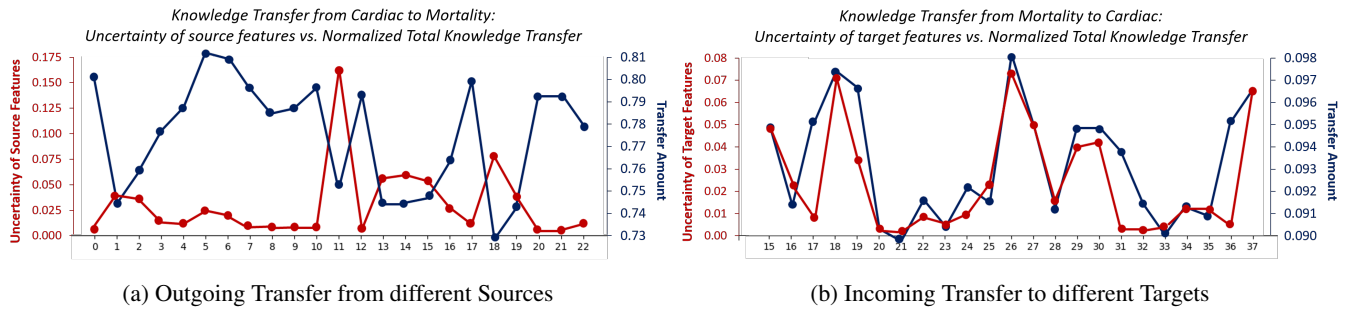 Knowledge Transfer from Cardiac to Mortality:
Uncertainty of source features vs. Normalized Total Knowledge Transfer
Uncertainty of Source Features
0.175
0.150
0.125
0.100
0.075
0.050
0.025
0.000
0.81
0.80
0.79
0.78
0.76
0.75
0.74
0.73
Transfer Amount
0 1 2 3 4 5 6 7 8 9 10 11 12 13 14 15 16 17 18 19 20 21 22
(a) Outgoing Transfer from different Sources
Knowledge Transfer from Mortality to Cardiac:
Uncertainty of target features vs. Normalized Total Knowledge Transfer
Uncertainty of Target Features
0.08
0.07
0.06
0.05
0.04
0.03
0.02
0.01
0.00
0.098
0.097
0.096
0.095
0.094
0.093
0.092
0.091
0.090
Transfer Amount
15 16 17 18 19 20 21 22 23 24 25 26 27 28 29 30 31 32 33 34 35 36 37
(b) Incoming Transfer to different Targets